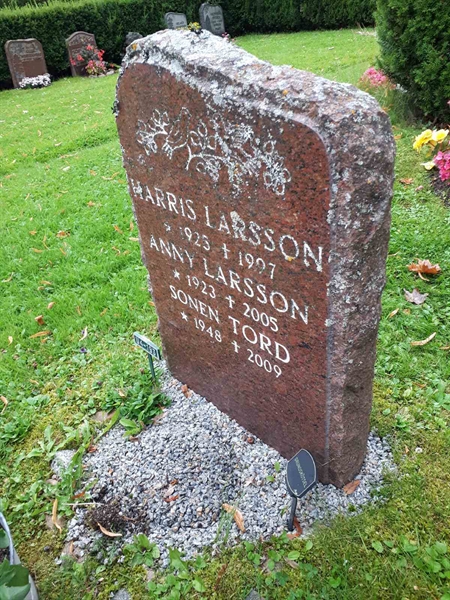 HARRIS LARSSON
* 1923 † 1997
ANNY LARSSON
* 1923 † 2005
SONEN TORD
* 1948 † 2009